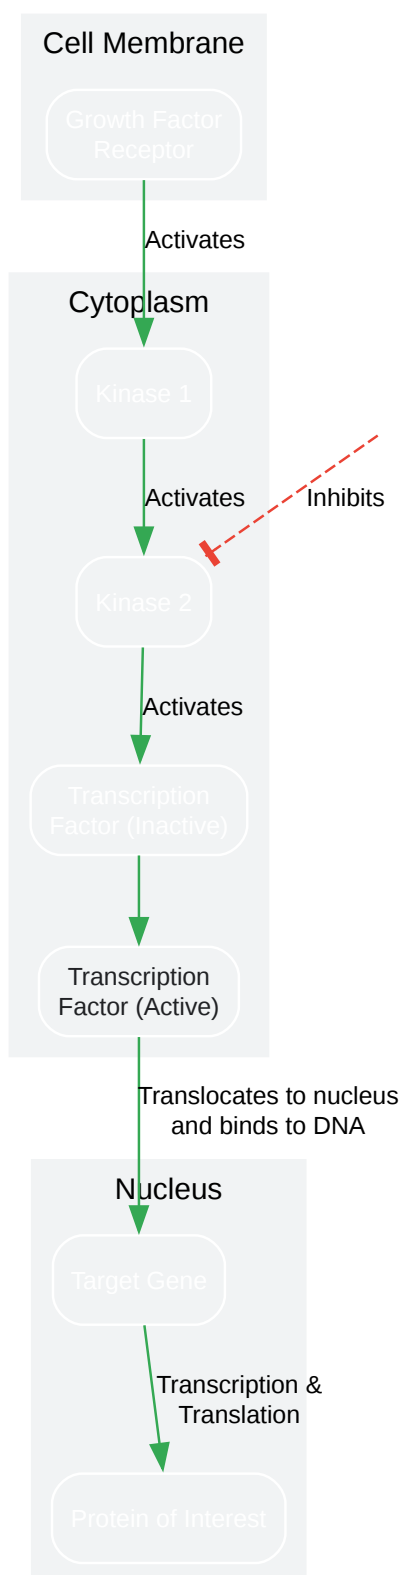 Cell Membrane
Growth Factor
Receptor
Activates
Cytoplasm
Kinase 1
Activates
Inhibits
Kinase 2
Activates
Transcription
Factor (Inactive)
Transcription
Factor (Active)
Translocates to nucleus
and binds to DNA
Nucleus
Target Gene
Transcription &
Translation
Protein of Interest